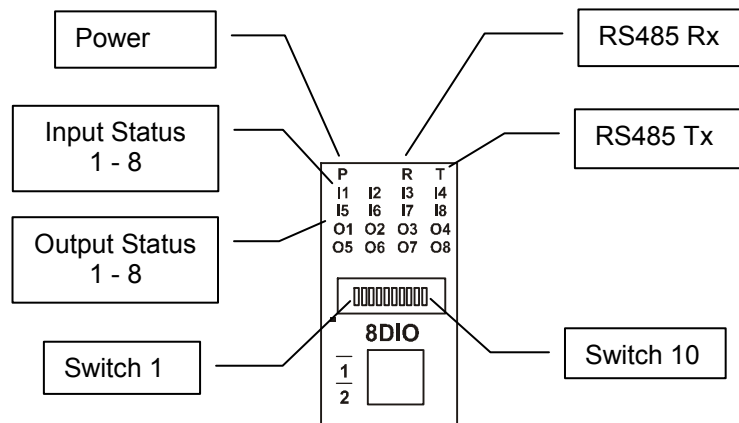 Power
RS485 Rx
Input Status
1 - 8
RS485 Tx
P R T
I1 I2 I3 I4
I5 I6 I7 I8
O1 O2 O3 O4
O5 O6 O7 O8
Output Status
1 - 8
8DIO
Switch 1
Switch 10
1
2